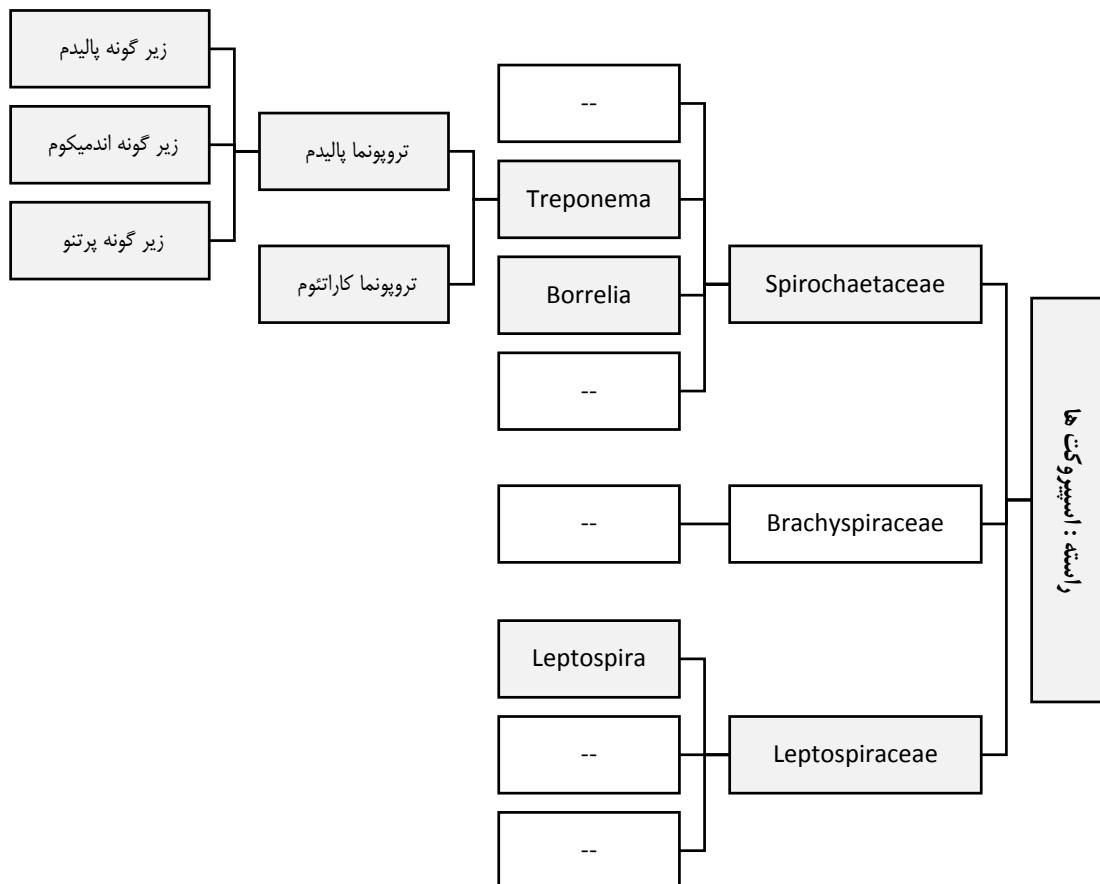 راسته : اسپیروکت ها
Spirochaetaceae
--
Treponema
تروپونما پالیدم
زیر گونه پالیدم
زیر گونه اندمیکوم
زیر گونه پرتنو
تروپونما کاراتئوم
Borrelia
--
Brachyspiraceae
--
Leptospiraceae
Leptospira
--
--